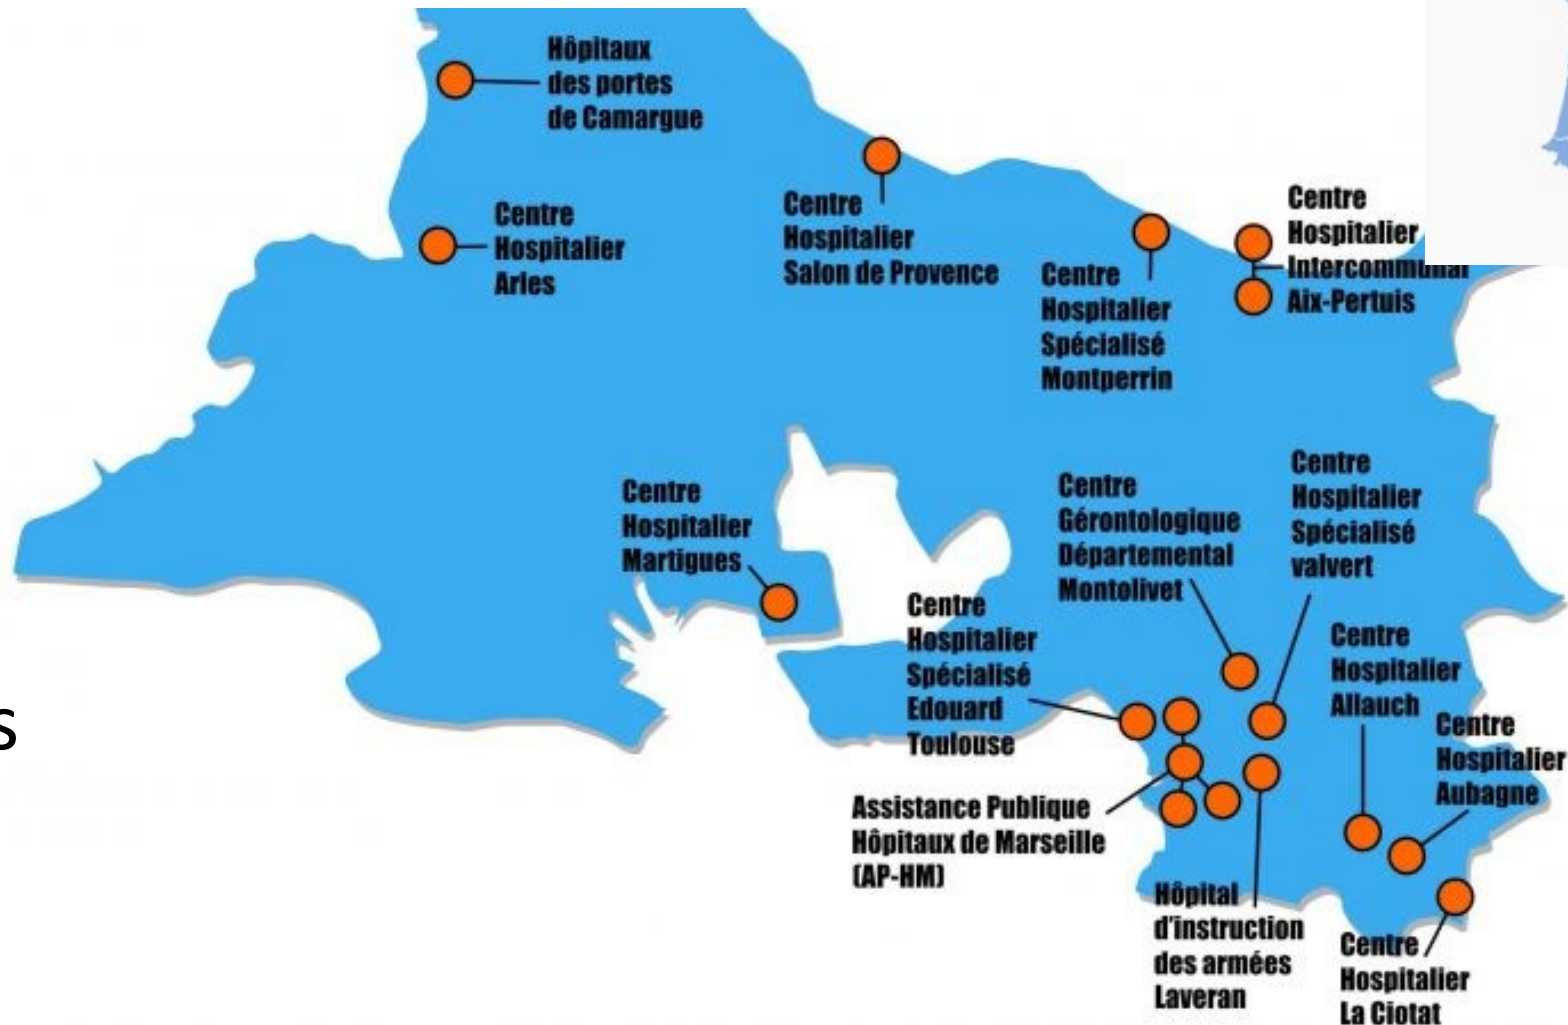 Hôpitaux
des portes
de Camargue
Centre
Hospitalier
Arles
Centre
Hospitalier
Salon de Provence
Centre
Hospitalier
Spécialisé
Montperrin
Centre
Hospitalier
Intercommunal
Aix-Pertuis
Centre
Hospitalier
Martigues
Centre
Gérontologique
Départemental
Montolivet
Centre
Hospitalier
Spécialisé
valvert
Centre
Hospitalier
Spécialisé
Edouard
Toulouse
Centre
Hospitalier
Allauch
Centre
Hospitalier
Aubagne
s
Assistance Publique
Hôpitaux de Marseille
(AP-HM)
Hôpital
d'instruction
des armées
Laveran
Centre
Hospitalier
La Ciotat